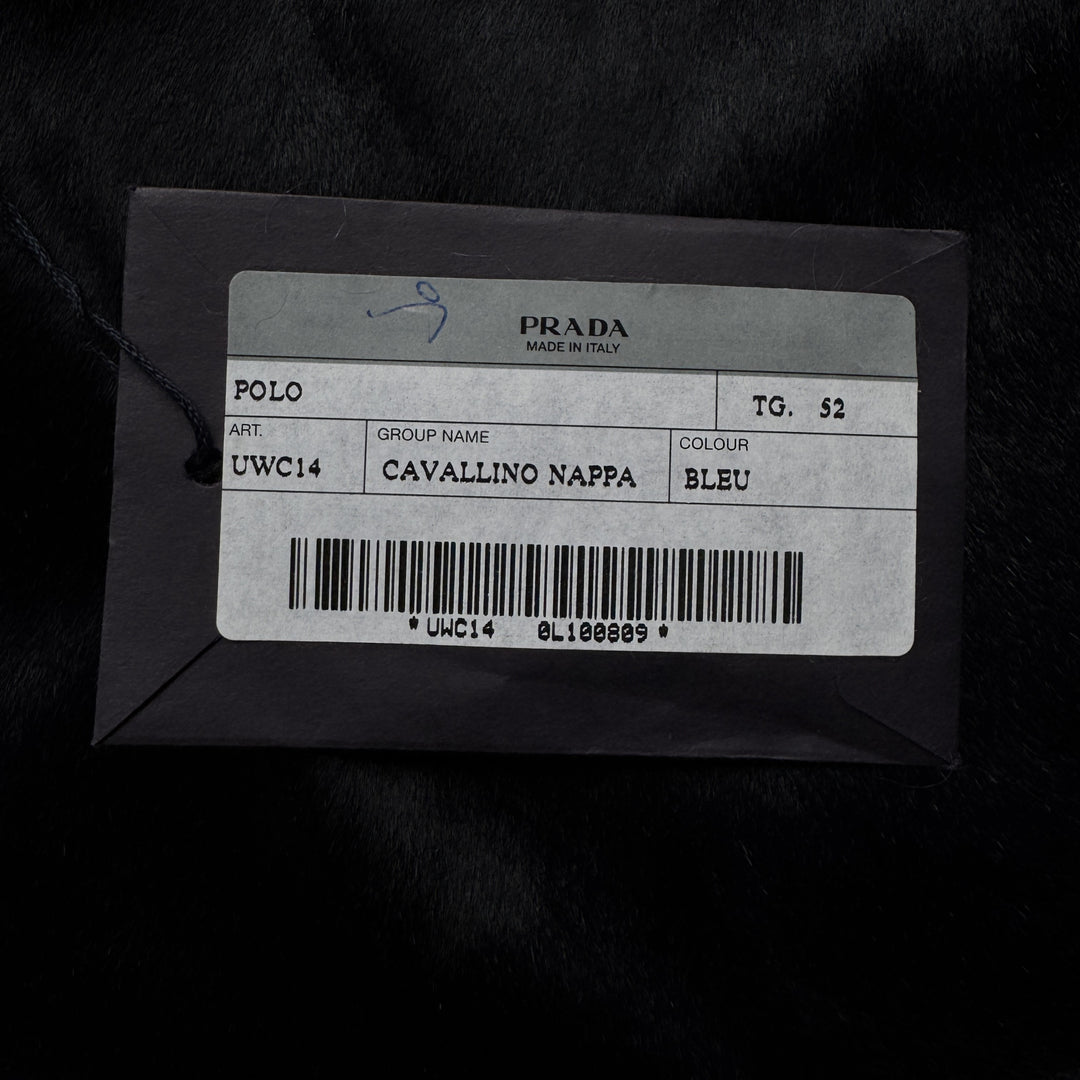 PRADA
MADE IN ITALY
POLO
TG. 52
ART.
UWC14
GROUP NAME
CAVALLINO NAPPA
COLOUR
BLEU
*UWC14 0L100809*